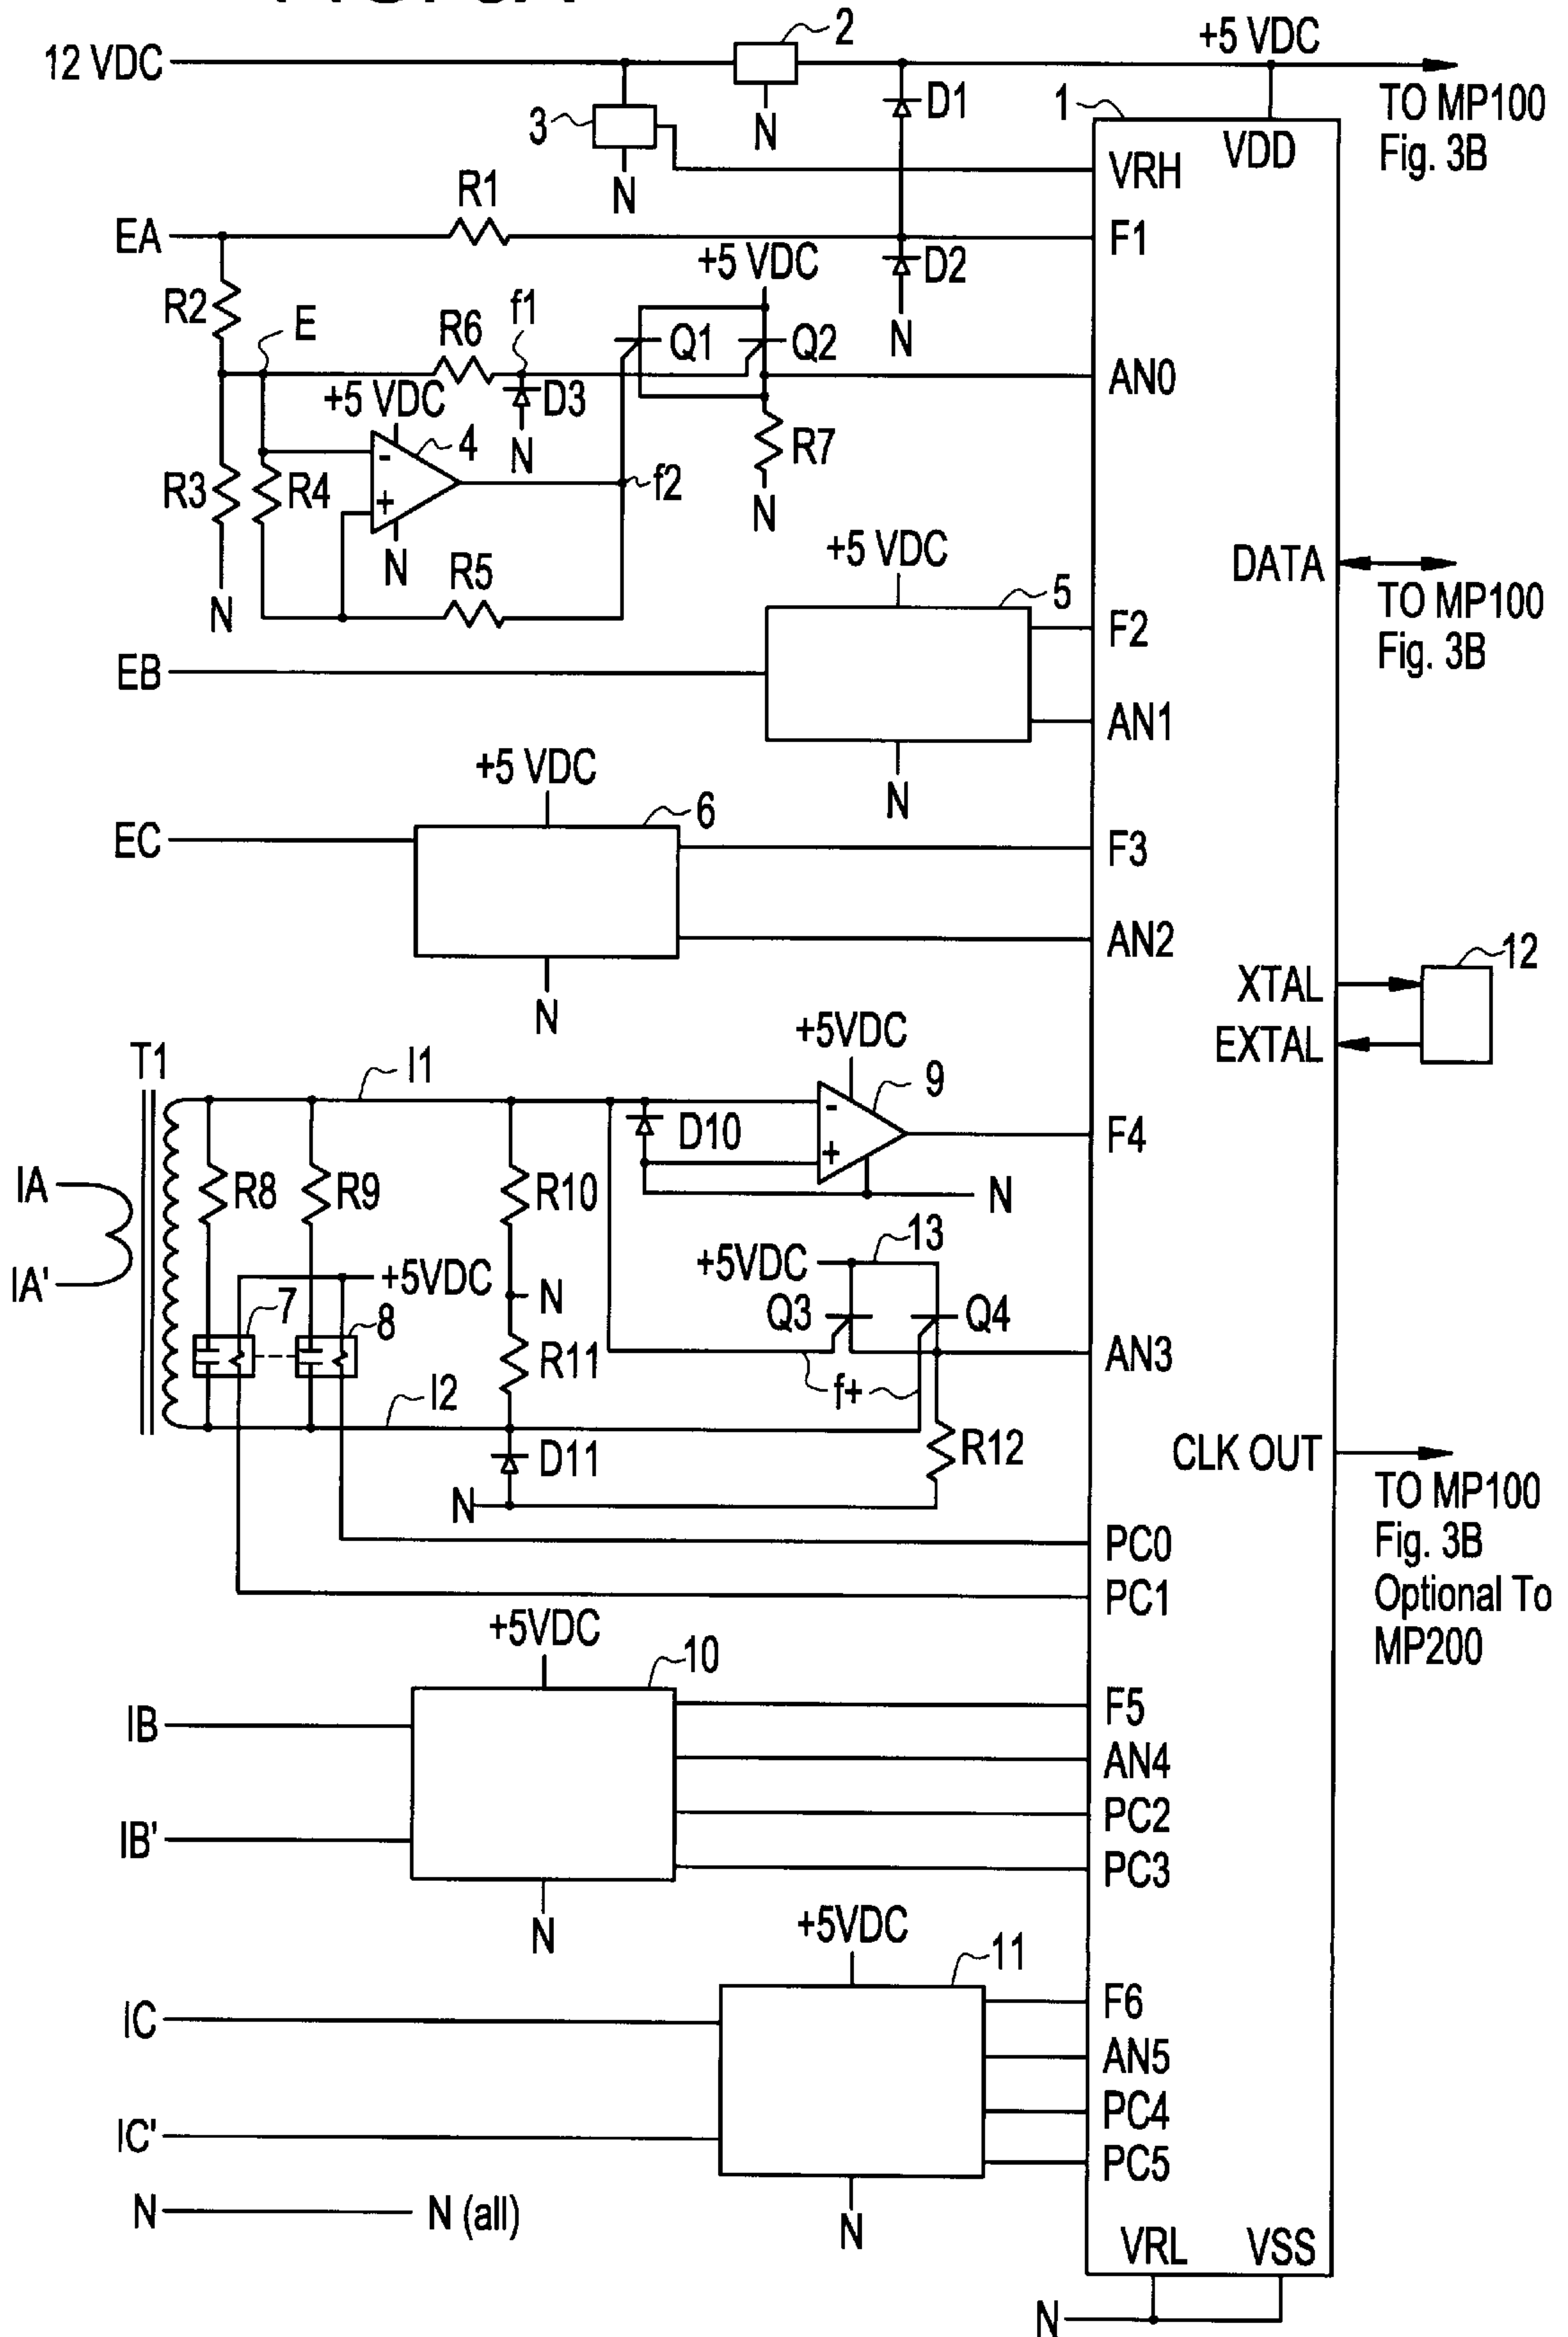 2
+5 VDC
12 VDC
TO MP100
Fig. 3B
3
N
D1
1
VDD
N
VRH
R1
EA
F1
+5 VDC
D2
R2
E
R6
f1
Q1
Q2
N
AN0
+5 VDC
D3
4
-
N
R7
R3
R4
+
f2
N
N
R5
N
+5 VDC
5
DATA
TO MP100
Fig. 3B
F2
EB
AN1
+5 VDC
N
6
EC
F3
AN2
12
XTAL
N
EXTAL
+5VDC
T1
I1
9
-
D10
F4
+
IA
R8
R9
R10
N
13
+5VDC
IA'
+5VDC
7
N
Q3
Q4
8
R11
AN3
f+
I2
D11
R12
CLK OUT
N
TO MP100
Fig. 3B
Optional To
MP200
PC0
PC1
+5VDC
10
IB
F5
AN4
PC2
IB'
PC3
N
+5VDC
11
IC
F6
AN5
PC4
IC'
PC5
N
N (all)
N
VRL
VSS
N